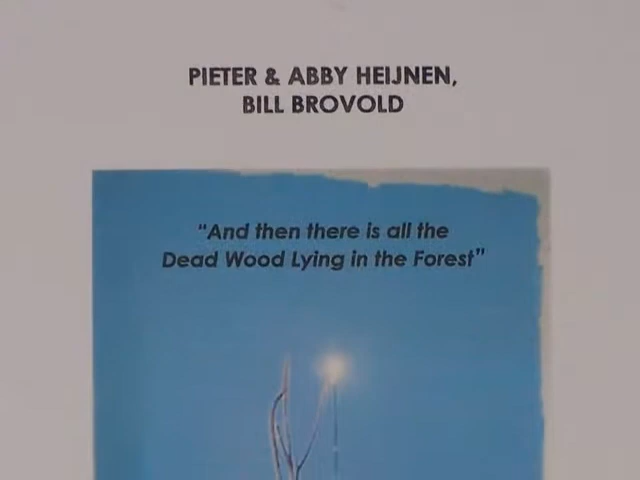 PIETER & ABBY HEIJNEN,
BILL BROVOLD
"And then there is all the
Dead Wood Lying in the Forest"